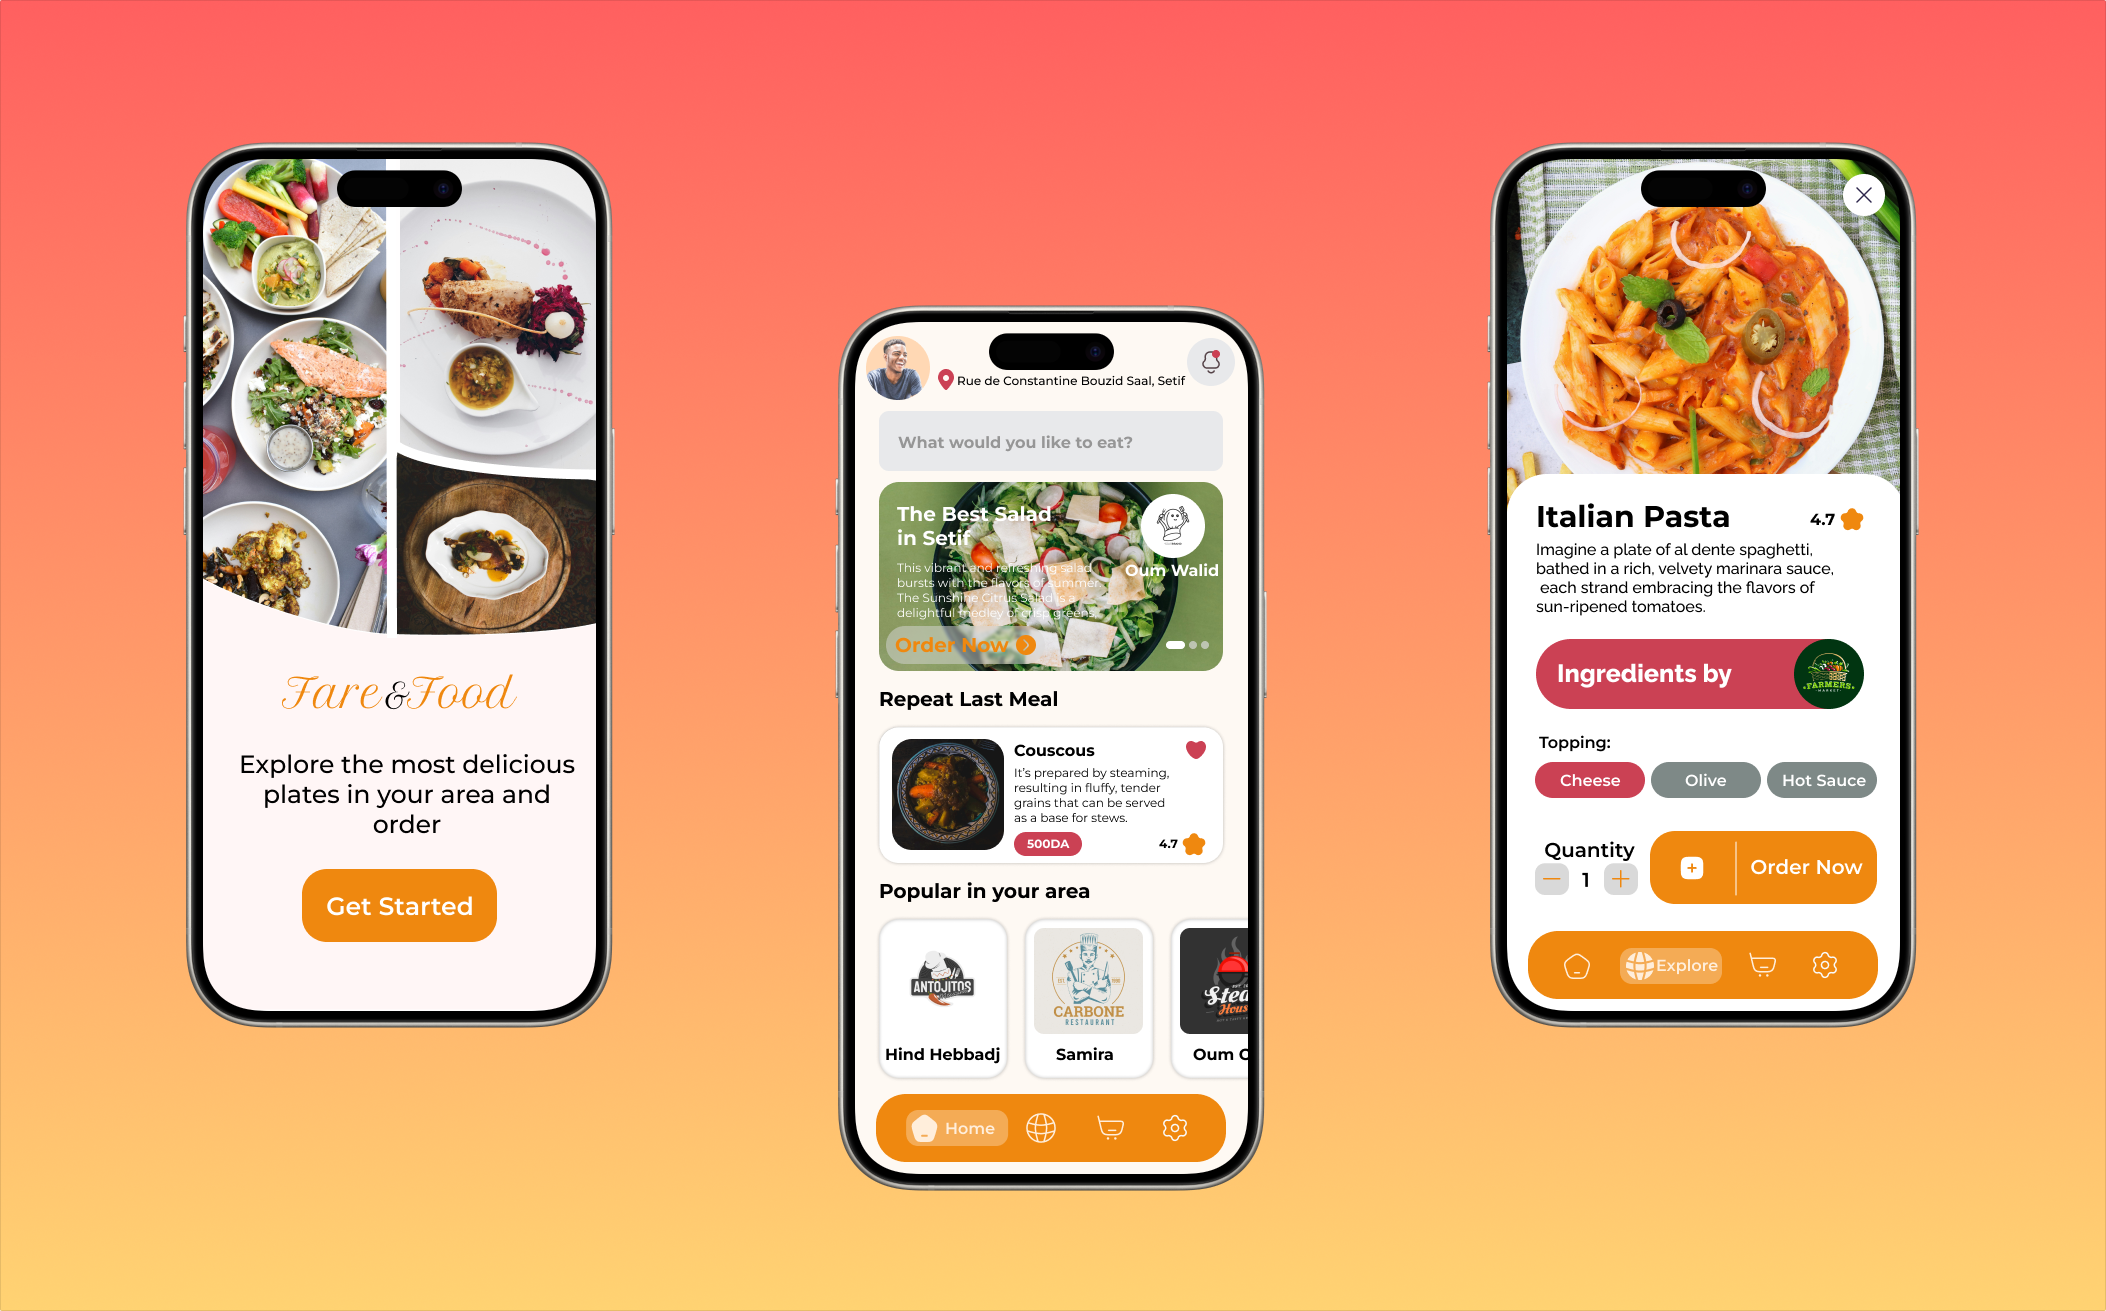 Fare&Food
Explore the most delicious
plates in your area and
order
Get Started
Rue de Constantine Bouzid Saal, Setif
What would you like to eat?
The Best Salad
in Setif
This vibrant and refreshing salad
bursts with the flavors of summer.
The Sunshine Citrus Salad is a
delightful medley of crisp greens,
Oum Walid
Order Now
Repeat Last Meal
Couscous
It's prepared by steaming,
resulting in fluffy, tender
grains that can be served
as a base for stews.
500DA
4.7
Popular in your area
ANTOJITOS
Hind Hebbadj
CARBONE
RESTAURANT
Samira
Stea
Hous
Oum
Home
Italian Pasta
4.7
Imagine a plate of al dente spaghetti,
bathed in a rich, velvety marinara sauce,
each strand embracing the flavors of
sun-ripened tomatoes.
Ingredients by
FARMERS
MARKET
Topping:
Cheese
Olive
Hot Sauce
Quantity
1
Order Now
Explore